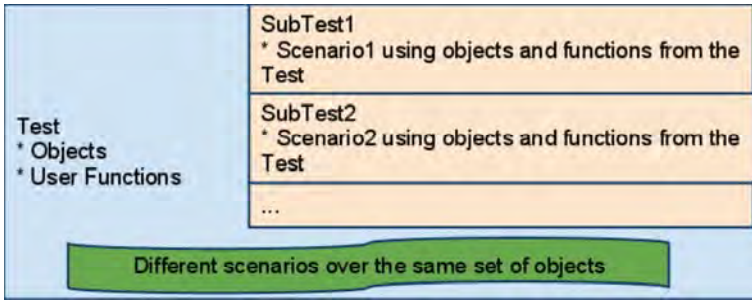 Test
* Objects
* User Functions
SubTest1
* Scenario1 using objects and functions from the
Test
SubTest2
* Scenario2 using objects and functions from the
Test
...
Different scenarios over the same set of objects